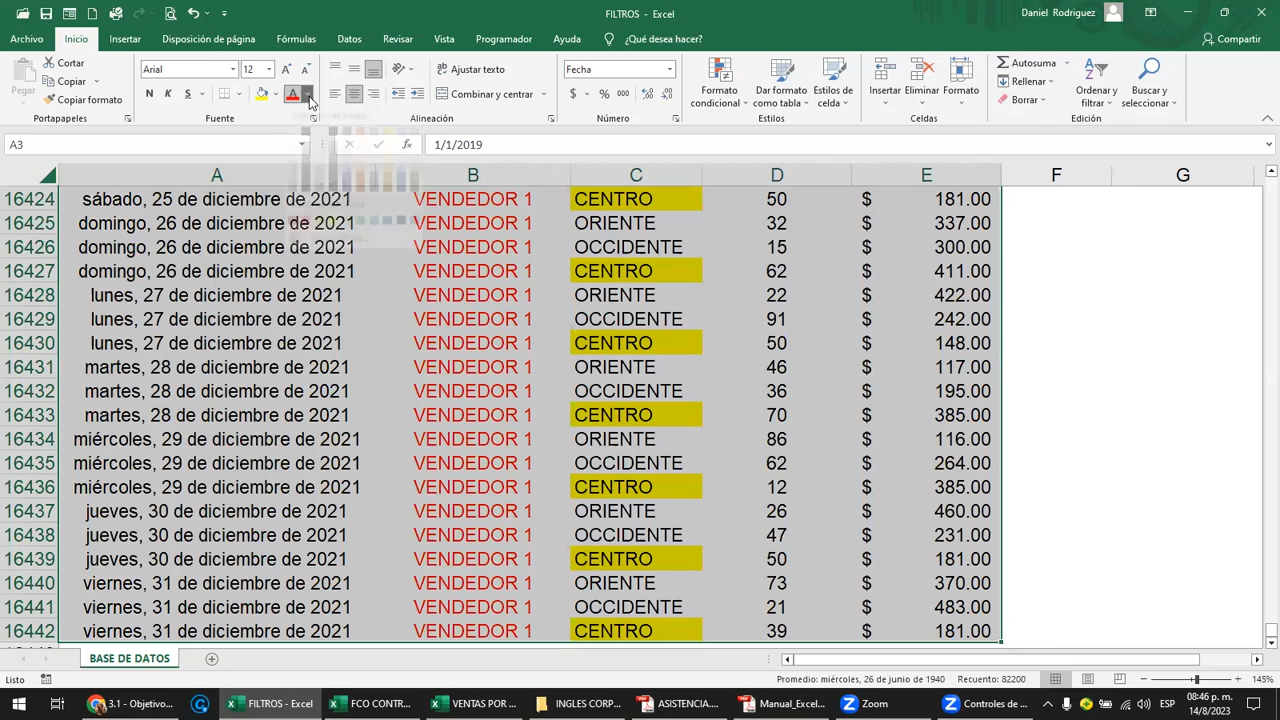 FILTROS - Excel
Daniel Rodriguez
Archivo Inicio Insertar Disposición de página Fórmulas Datos Revisar Vista Programador Ayuda ¿Qué desea hacer? Compartir
Pegar
Cortar
Copiar
Copiar formato
Portapapeles
Arial 12
N K S
Fuente
Ajustar texto
Combinar y centrar
Alineación
Fecha
$ % 000
Número
Formato condicional
Dar formato como tabla
Estilos de celda
Estilos
Insertar Eliminar Formato
Celdas
Autosuma
Rellenar
Borrar
Ordenar y filtrar
Buscar y seleccionar
Edición
A3 fx 1/1/2019
A B C D E F G
16424 sábado, 25 de diciembre de 2021 VENDEDOR 1 CENTRO 50 $ 181.00
16425 domingo, 26 de diciembre de 2021 VENDEDOR 1 ORIENTE 32 $ 337.00
16426 domingo, 26 de diciembre de 2021 VENDEDOR 1 OCCIDENTE 15 $ 300.00
16427 domingo, 26 de diciembre de 2021 VENDEDOR 1 CENTRO 62 $ 411.00
16428 lunes, 27 de diciembre de 2021 VENDEDOR 1 ORIENTE 22 $ 422.00
16429 lunes, 27 de diciembre de 2021 VENDEDOR 1 OCCIDENTE 91 $ 242.00
16430 lunes, 27 de diciembre de 2021 VENDEDOR 1 CENTRO 50 $ 148.00
16431 martes, 28 de diciembre de 2021 VENDEDOR 1 ORIENTE 46 $ 117.00
16432 martes, 28 de diciembre de 2021 VENDEDOR 1 OCCIDENTE 36 $ 195.00
16433 martes, 28 de diciembre de 2021 VENDEDOR 1 CENTRO 70 $ 385.00
16434 miércoles, 29 de diciembre de 2021 VENDEDOR 1 ORIENTE 86 $ 116.00
16435 miércoles, 29 de diciembre de 2021 VENDEDOR 1 OCCIDENTE 62 $ 264.00
16436 miércoles, 29 de diciembre de 2021 VENDEDOR 1 CENTRO 12 $ 385.00
16437 jueves, 30 de diciembre de 2021 VENDEDOR 1 ORIENTE 26 $ 460.00
16438 jueves, 30 de diciembre de 2021 VENDEDOR 1 OCCIDENTE 47 $ 231.00
16439 jueves, 30 de diciembre de 2021 VENDEDOR 1 CENTRO 50 $ 181.00
16440 viernes, 31 de diciembre de 2021 VENDEDOR 1 ORIENTE 73 $ 370.00
16441 viernes, 31 de diciembre de 2021 VENDEDOR 1 OCCIDENTE 21 $ 483.00
16442 viernes, 31 de diciembre de 2021 VENDEDOR 1 CENTRO 39 $ 181.00
BASE DE DATOS
Listo Promedio: miércoles, 26 de junio de 1940 Recuento: 82200 145%
3.1 - Objetivo... FILTROS - Excel FCO CONTR... VENTAS POR ... INGLES CORP... ASISTENCIA... Manual_Exce... Zoom Controles de ... ESP 08:46 p. m.
14/8/2023